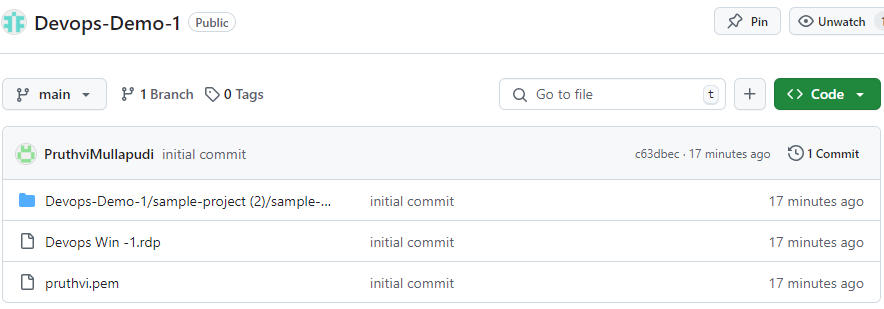 Devops-Demo-1 Public Pin Unwatch 1
main 1 Branch 0 Tags Go to file t Code
PruthviMullapudi initial commit c63dbec · 17 minutes ago 1 Commit
Devops-Demo-1/sample-project (2)/sample-... initial commit 17 minutes ago
Devops Win -1.rdp initial commit 17 minutes ago
pruthvi.pem initial commit 17 minutes ago